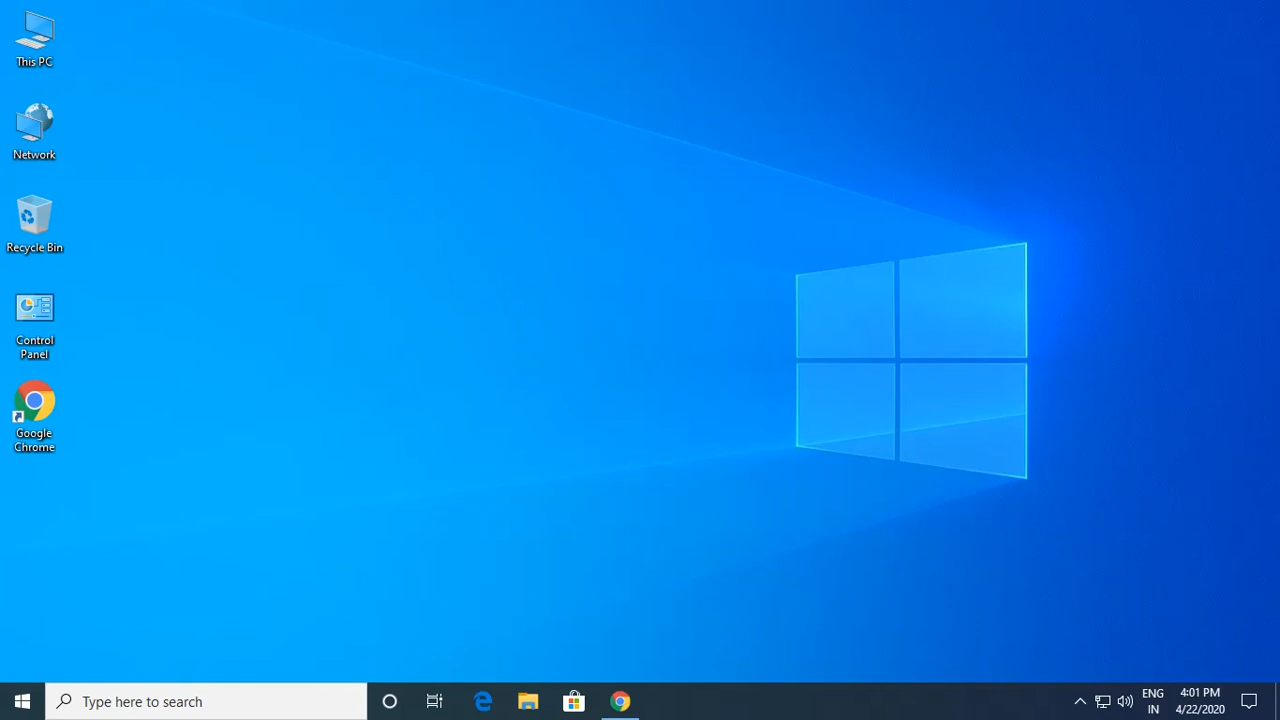 This PC
Network
Recycle Bin
Control
Panel
Google
Chrome
Type here to search
ENG
IN
4:01 PM
4/22/2020